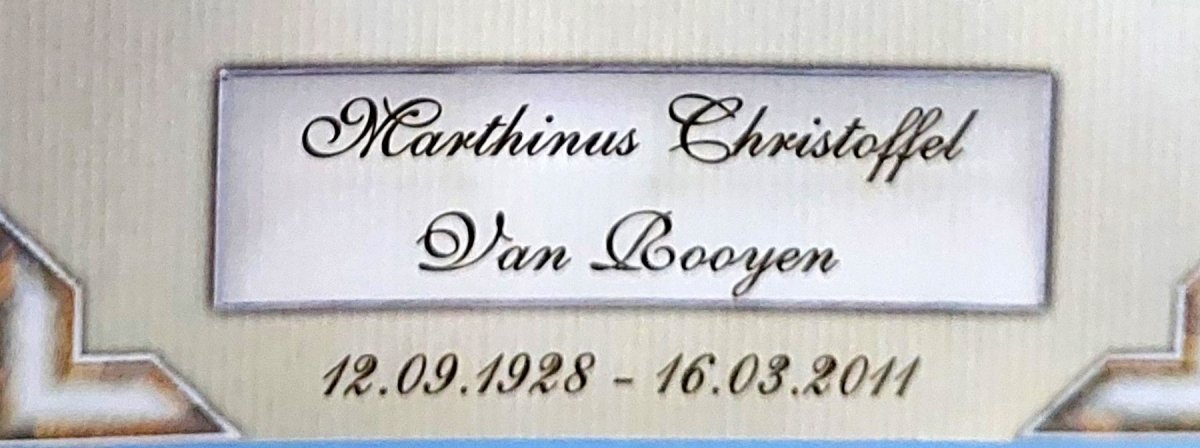 Marthinus Christoffel
Van Rooyen
12.09.1928 - 16.03.2011